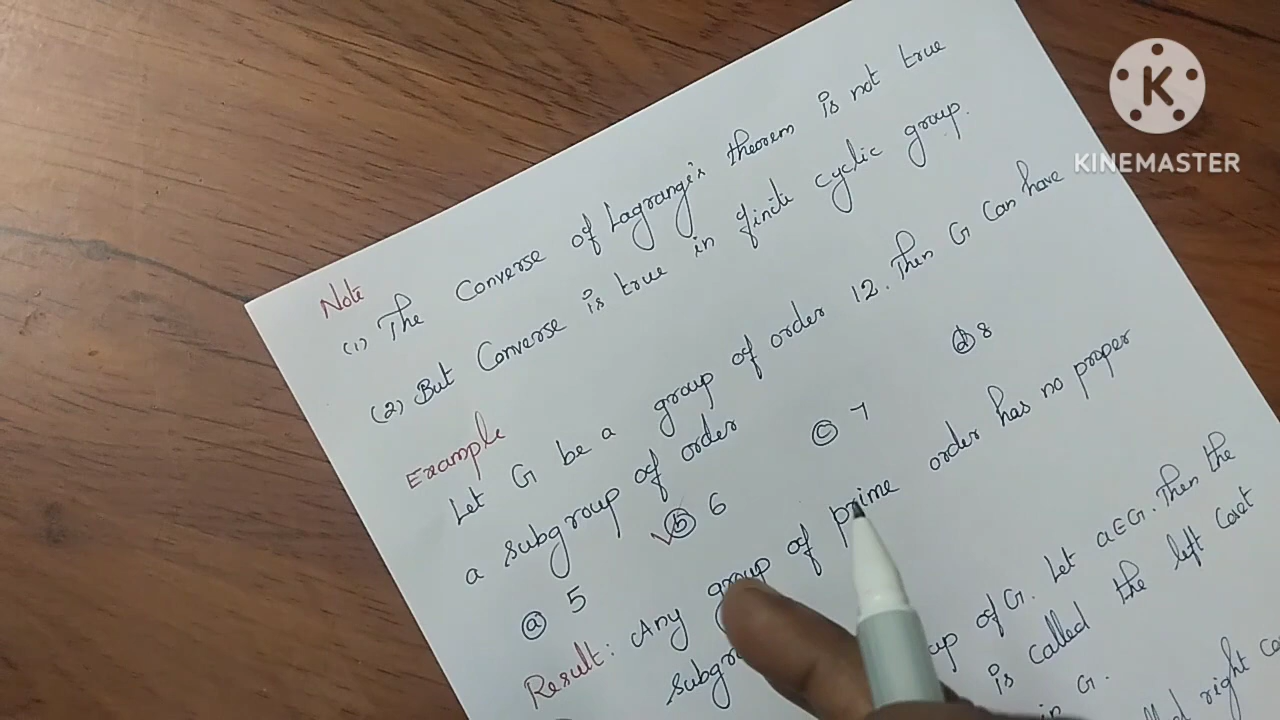 Note
(1) The Converse of Lagrange's theorem is not true
(2) But Converse is true in finite cyclic group.
Example
Let G be a group of order 12. Then G can have
a subgroup of order
(a) 5 (b) 6 (c) 7 (d) 8
Result: Any group of prime order has no proper
subgr
up of G. Let a∈G. Then the
is called the left coset
in G.
called right co
K
KINEMASTER